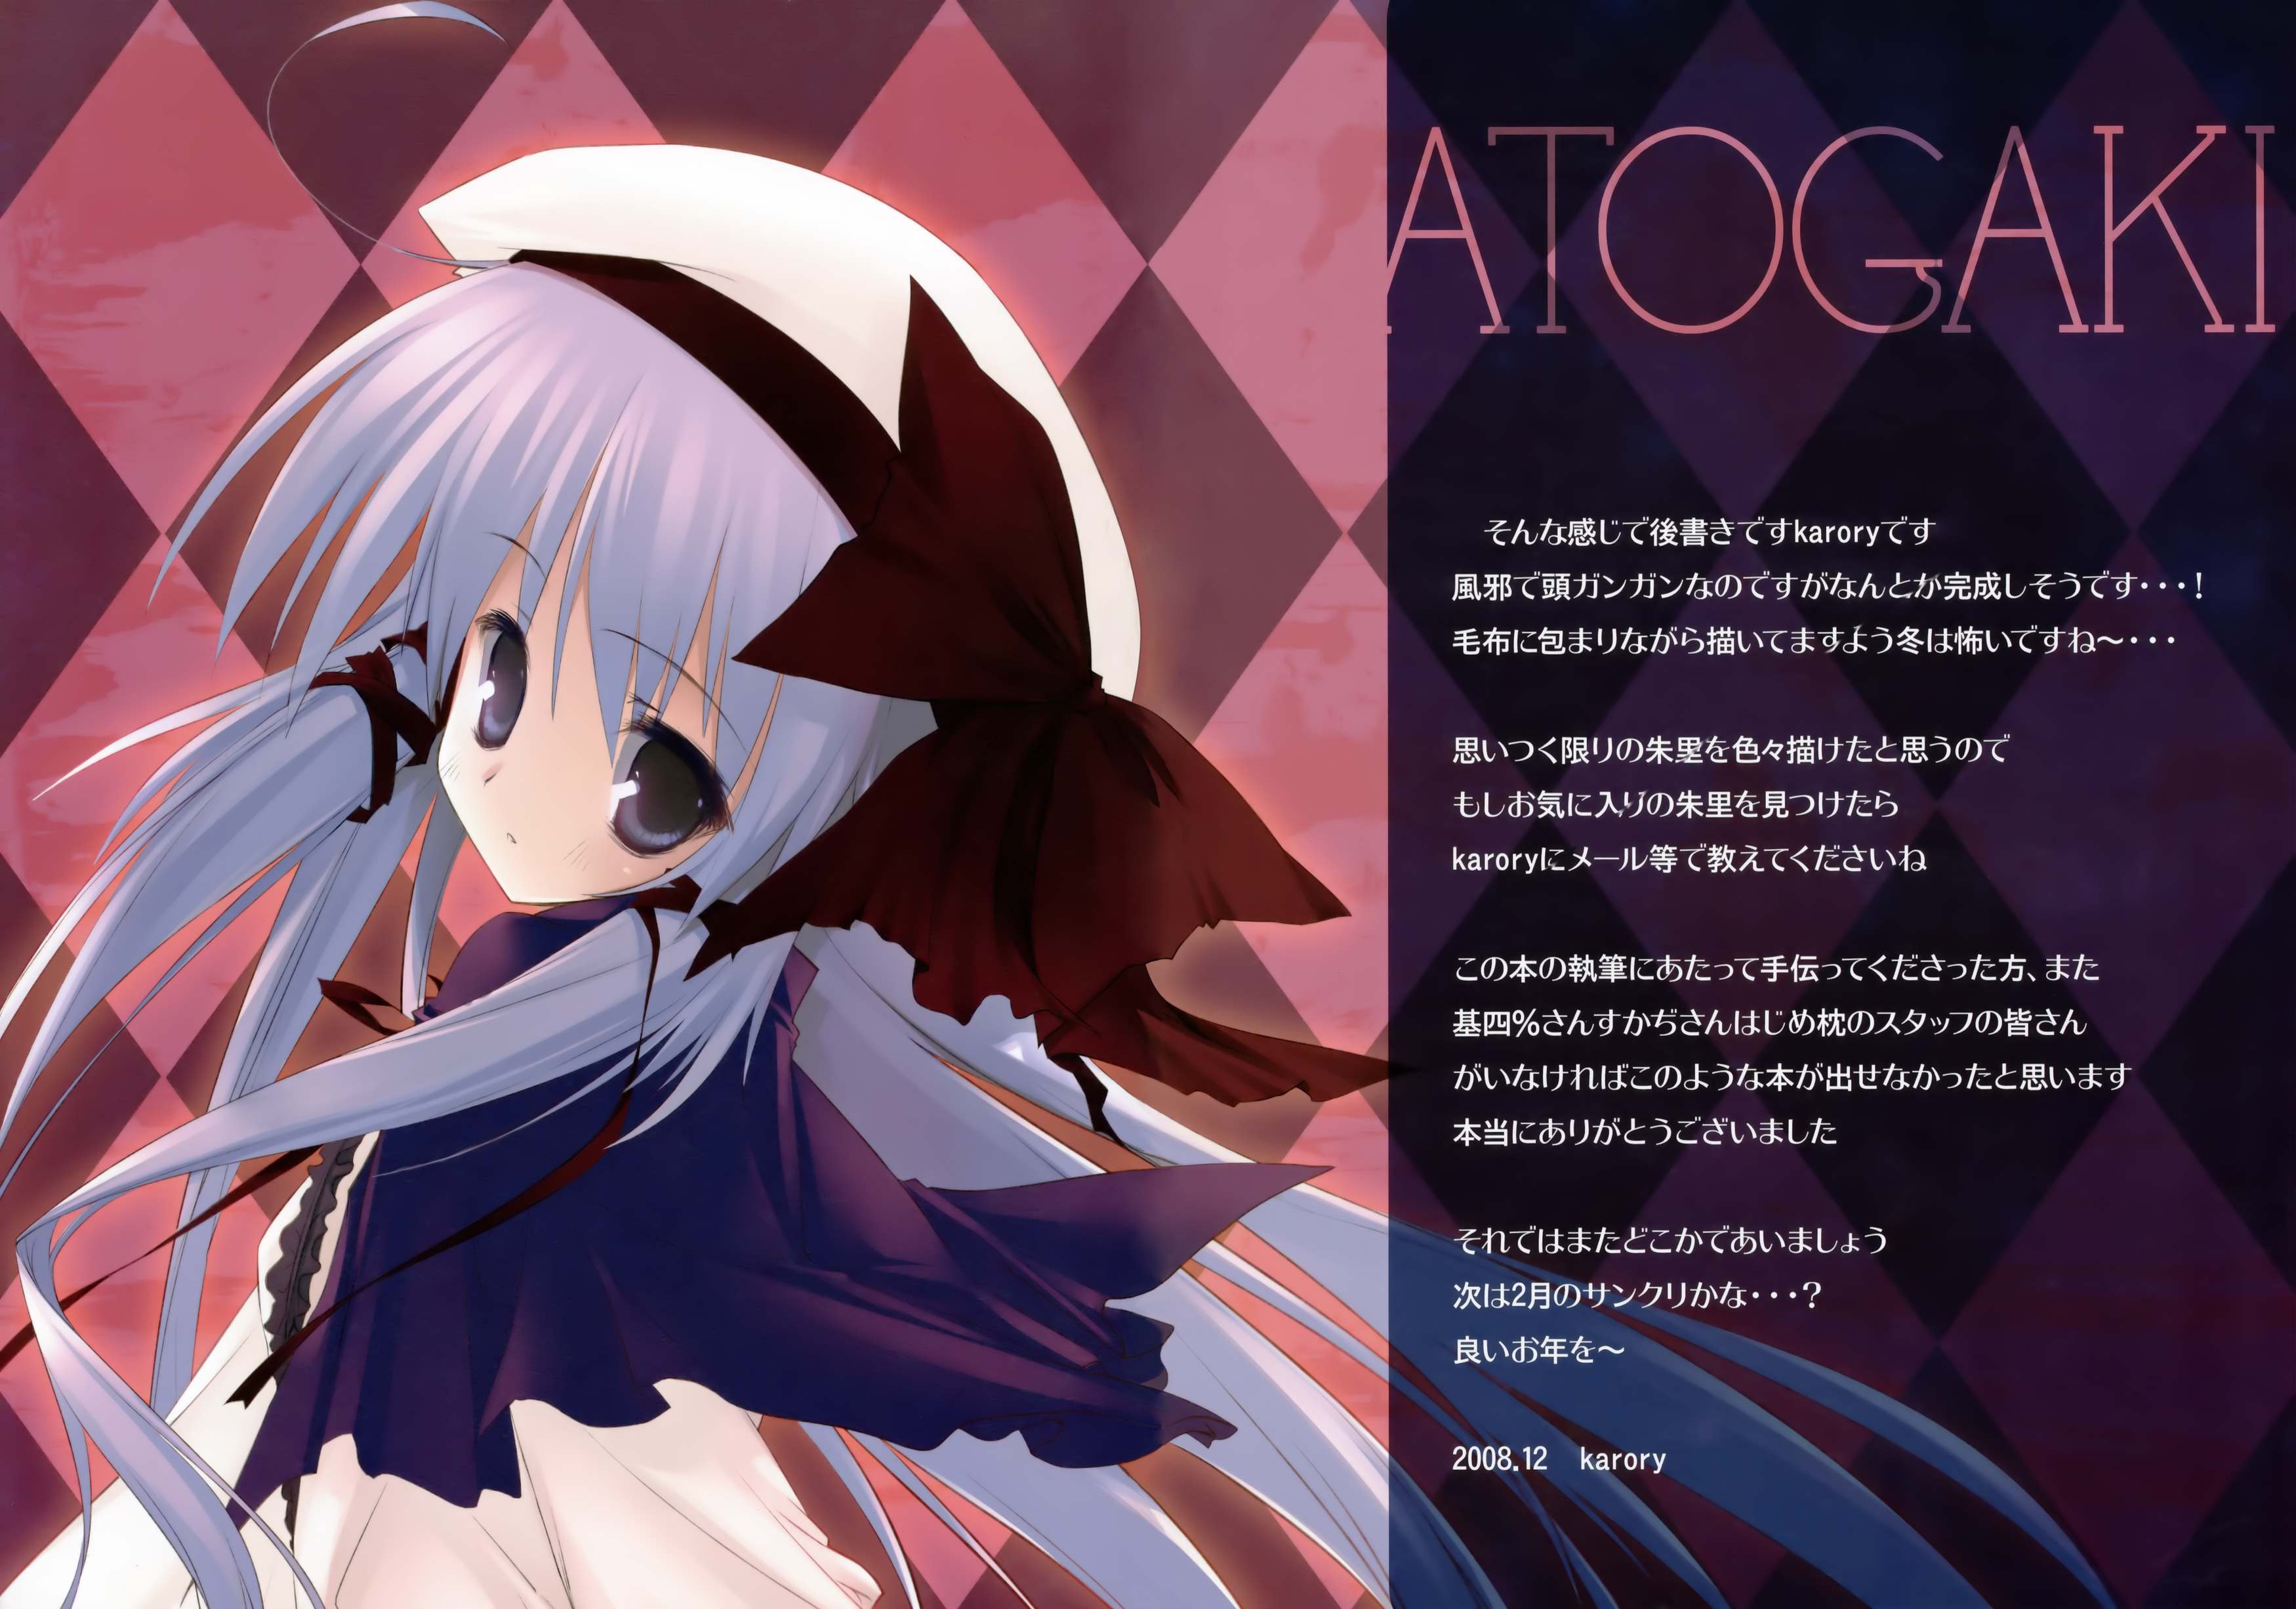 ATOGAKI
そんな感じで後書きですkaroryです
風邪で頭ガンガンなのですがなんとか完成しそうです・・・！
毛布に包まりながら描いてますよう冬は怖いですね～・・・
思いつく限りの朱里を色々描けたと思うので
もしお気に入りの朱里を見つけたら
karoryにメール等で教えてくださいね
この本の執筆にあたって手伝ってくださった方、また
基四％さんすかぢさんはじめ枕のスタッフの皆さん
がいなければこのような本が出せなかったと思います
本当にありがとうございました
それではまたどこかであいましょう
次は2月のサンクリかな・・・？
良いお年を～
2008.12　karory